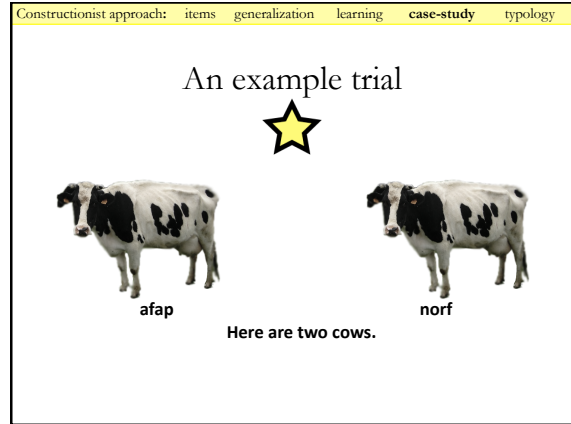 Constructionist approach: items generalization learning case-study typology
An example trial
afap norf
Here are two cows.